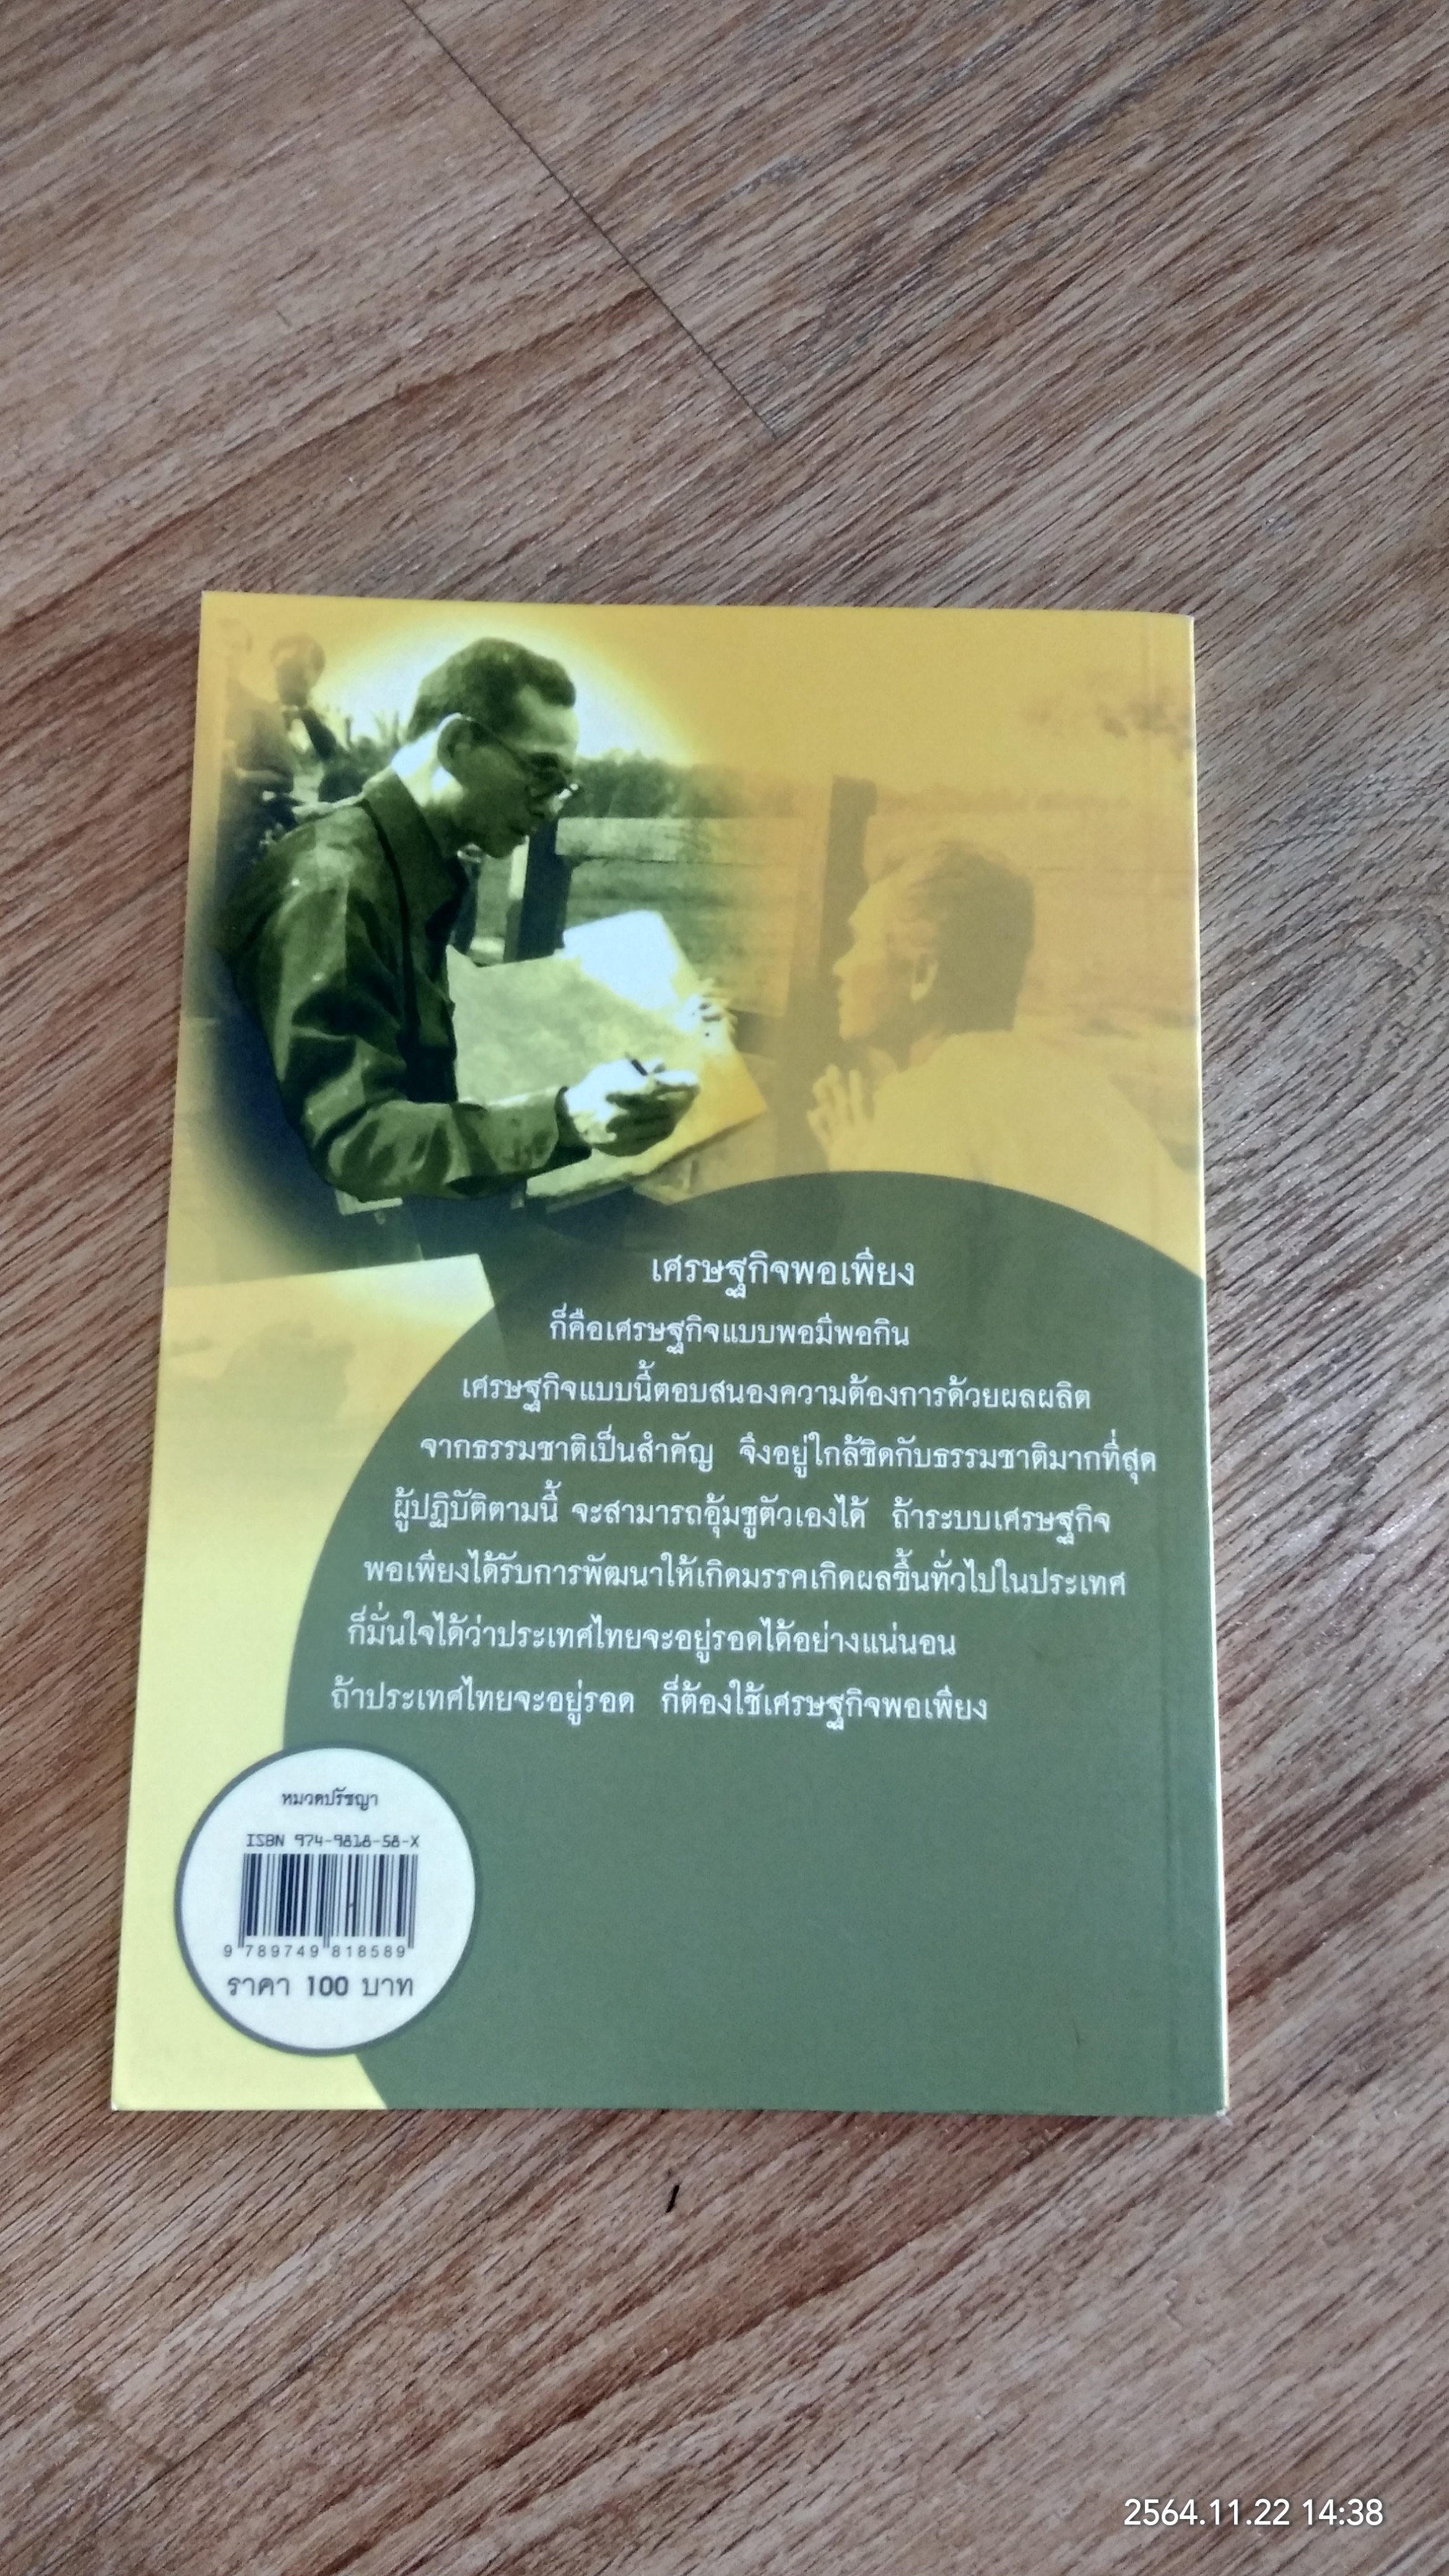 เศรษฐกิจพอเพียง
ก็คือเศรษฐกิจแบบพอมีพอกิน
เศรษฐกิจแบบนี้ตอบสนองความต้องการด้วยผลผลิต
จากธรรมชาติเป็นสำคัญ จึงอยู่ใกล้ชิดกับธรรมชาติมากที่สุด
ผู้ปฏิบัติตามนี้ จะสามารถอุ้มชูตัวเองได้ ถ้าระบบเศรษฐกิจ
พอเพียงได้รับการพัฒนาให้เกิดมรรคเกิดผลขึ้นทั่วไปในประเทศ
ก็มั่นใจได้ว่าประเทศไทยจะอยู่รอดได้อย่างแน่นอน
ถ้าประเทศไทยจะอยู่รอด ก็ต้องใช้เศรษฐกิจพอเพียง
หมวดปรัชญา
ISBN 974-9818-58-X
9 789749 818589
ราคา 100 บาท
2564.11.22 14:38